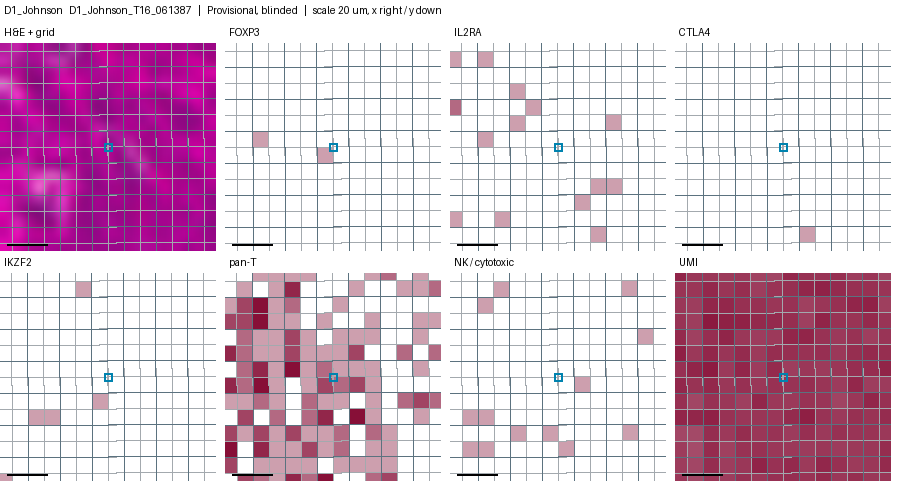 D1_Johnson D1_Johnson_T16_061387 | Provisional, blinded | scale 20 um, x right / y down
H&E + grid FOXP3 IL2RA CTLA4
IKZF2 pan-T NK / cytotoxic UMI